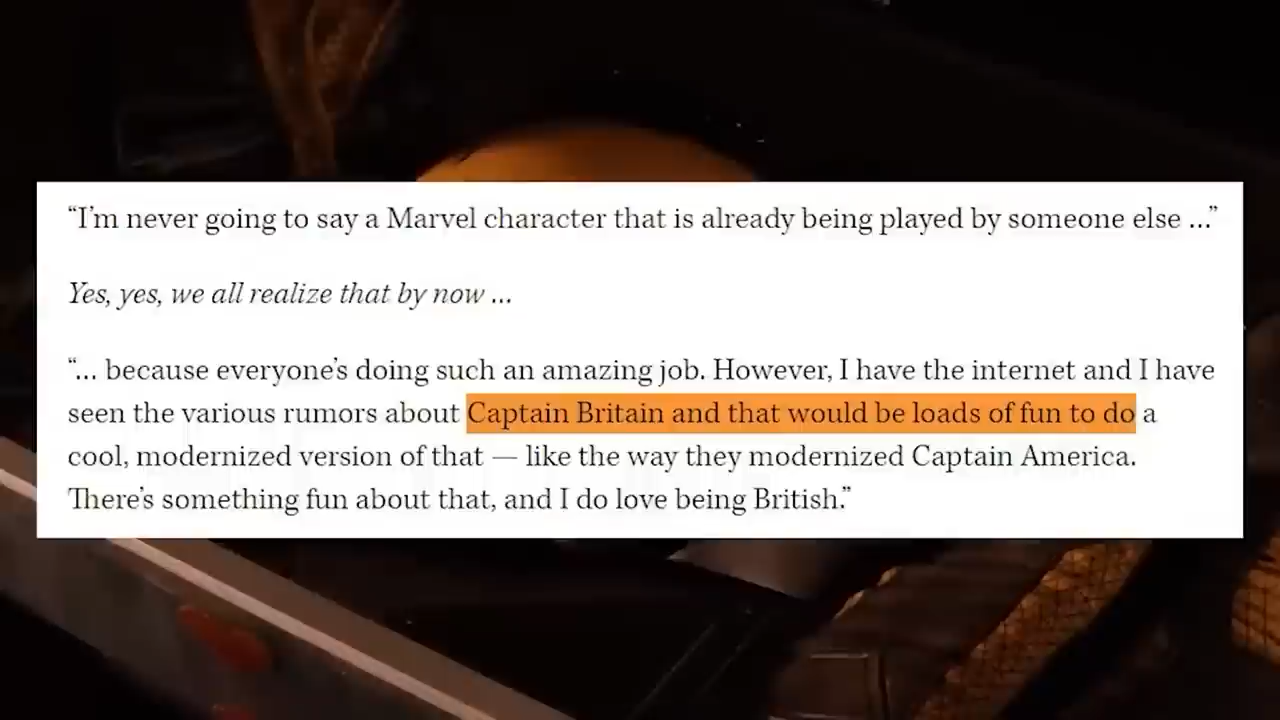 “I’m never going to say a Marvel character that is already being played by someone else ...”
Yes, yes, we all realize that by now ...
“... because everyone’s doing such an amazing job. However, I have the internet and I have
seen the various rumors about Captain Britain and that would be loads of fun to do a
cool, modernized version of that — like the way they modernized Captain America.
There’s something fun about that, and I do love being British.”